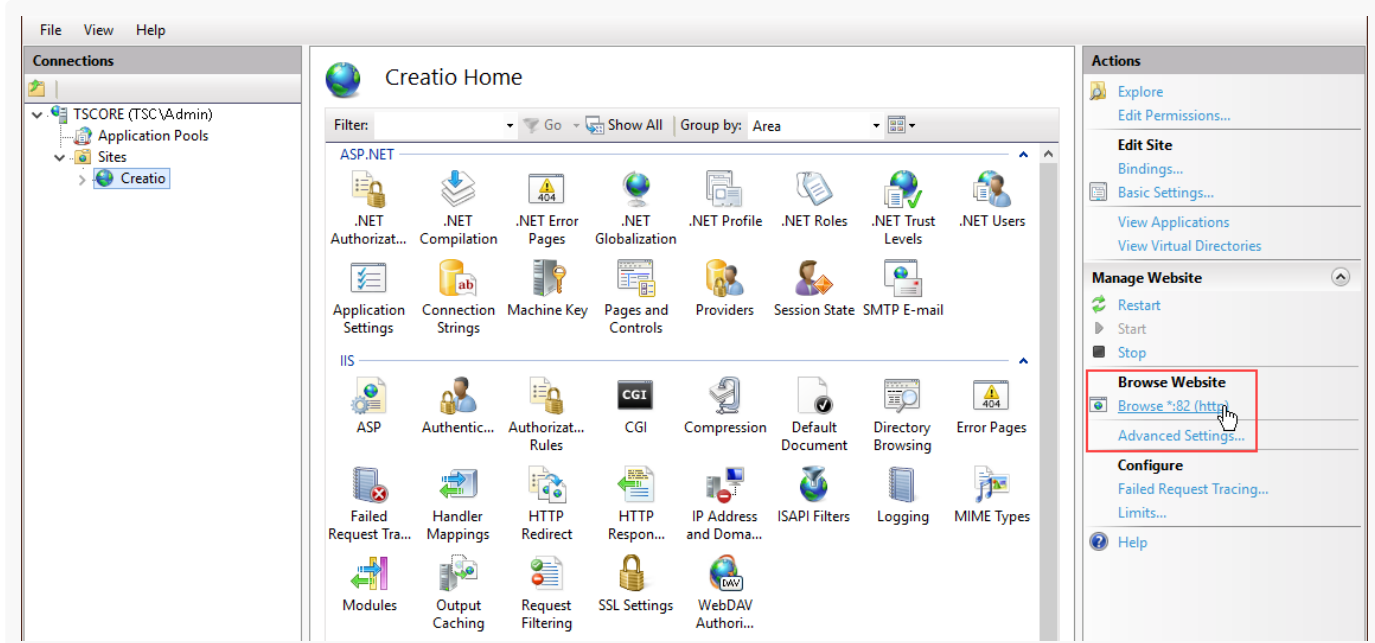 File View Help
Connections
TSCORE (TSC\Admin)
Application Pools
Sites
Creatio
Creatio Home
Filter: Go Show All Group by: Area
ASP.NET
.NET Authorizat...
.NET Compilation
.NET Error Pages
.NET Globalization
.NET Profile
.NET Roles
.NET Trust Levels
.NET Users
Application Settings
Connection Strings
Machine Key
Pages and Controls
Providers
Session State
SMTP E-mail
IIS
ASP
Authentic...
Authorizat... Rules
CGI
Compression
Default Document
Directory Browsing
Error Pages
Failed Request Tra...
Handler Mappings
HTTP Redirect
HTTP Respon...
IP Address and Doma...
ISAPI Filters
Logging
MIME Types
Modules
Output Caching
Request Filtering
SSL Settings
WebDAV Authori...
404
ab
CGI
404
DAV
Actions
Explore
Edit Permissions...
Edit Site
Bindings...
Basic Settings...
View Applications
View Virtual Directories
Manage Website
Restart
Start
Stop
Browse Website
Browse *:82 (http)
Advanced Settings...
Configure
Failed Request Tracing...
Limits...
Help